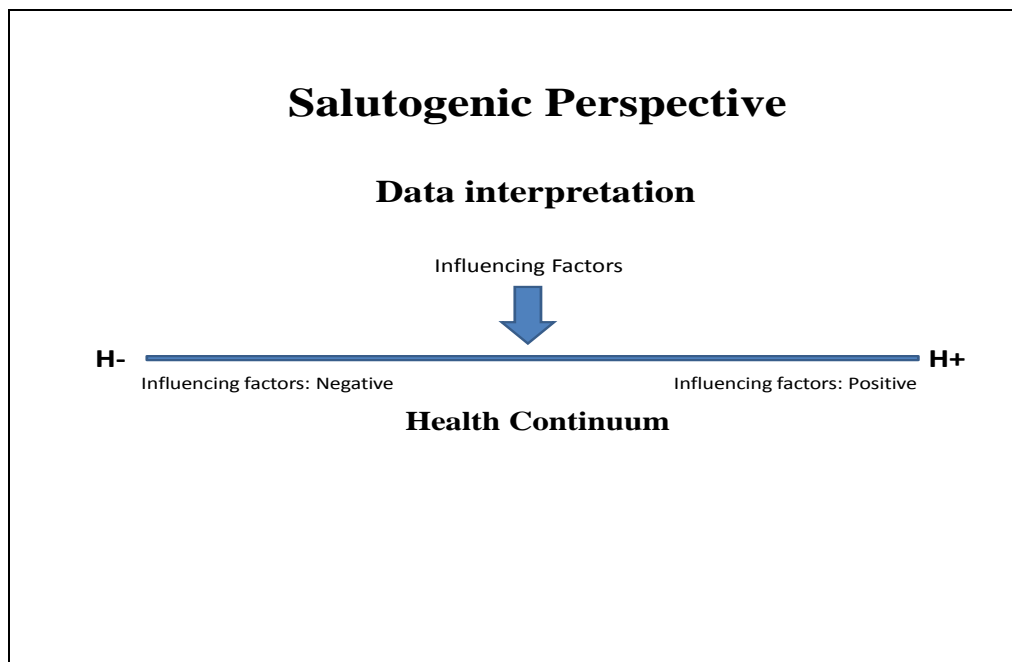 Salutogenic Perspective
Data interpretation
Influencing Factors
H- H+
Influencing factors: Negative Influencing factors: Positive
Health Continuum